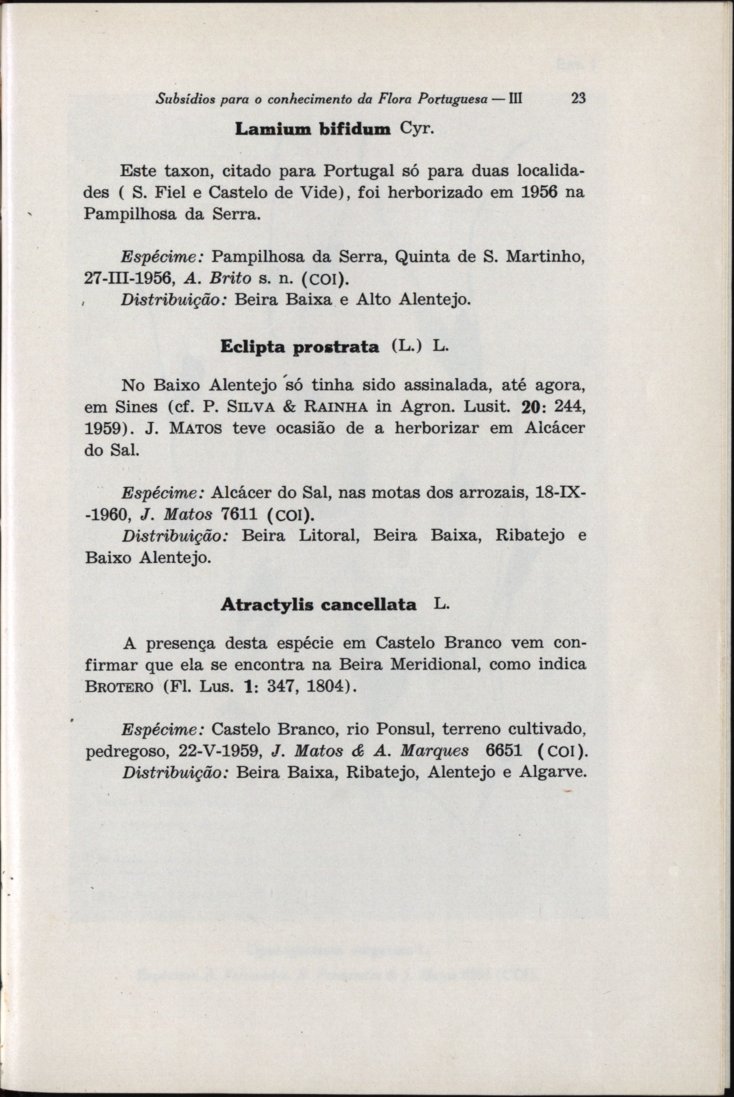 Subsídios para o conhecimento da Flora Portuguesa — III 23
Lamium bifidum Cyr.
Este taxon, citado para Portugal só para duas localida-
des ( S. Fiel e Castelo de Vide), foi herborizado em 1956 na
Pampilhosa da Serra.
Espécime: Pampilhosa da Serra, Quinta de S. Martinho,
27-III-1956, A. Brito s. n. (COI).
Distribuição: Beira Baixa e Alto Alentejo.
Eclipta prostrata (L.) L.
No Baixo Alentejo só tinha sido assinalada, até agora,
em Sines (cf. P. SILVA & RAINHA in Agron. Lusit. 20: 244,
1959). J. MATOS teve ocasião de a herborizar em Alcácer
do Sal.
Espécime: Alcácer do Sal, nas motas dos arrozais, 18-IX-
-1960, J. Matos 7611 (COI).
Distribuição: Beira Litoral, Beira Baixa, Ribatejo e
Baixo Alentejo.
Atractylis cancellata L.
A presença desta espécie em Castelo Branco vem con-
firmar que ela se encontra na Beira Meridional, como indica
BROTERO (Fl. Lus. 1: 347, 1804).
Espécime: Castelo Branco, rio Ponsul, terreno cultivado,
pedregoso, 22-V-1959, J. Matos & A. Marques 6651 (COI).
Distribuição: Beira Baixa, Ribatejo, Alentejo e Algarve.